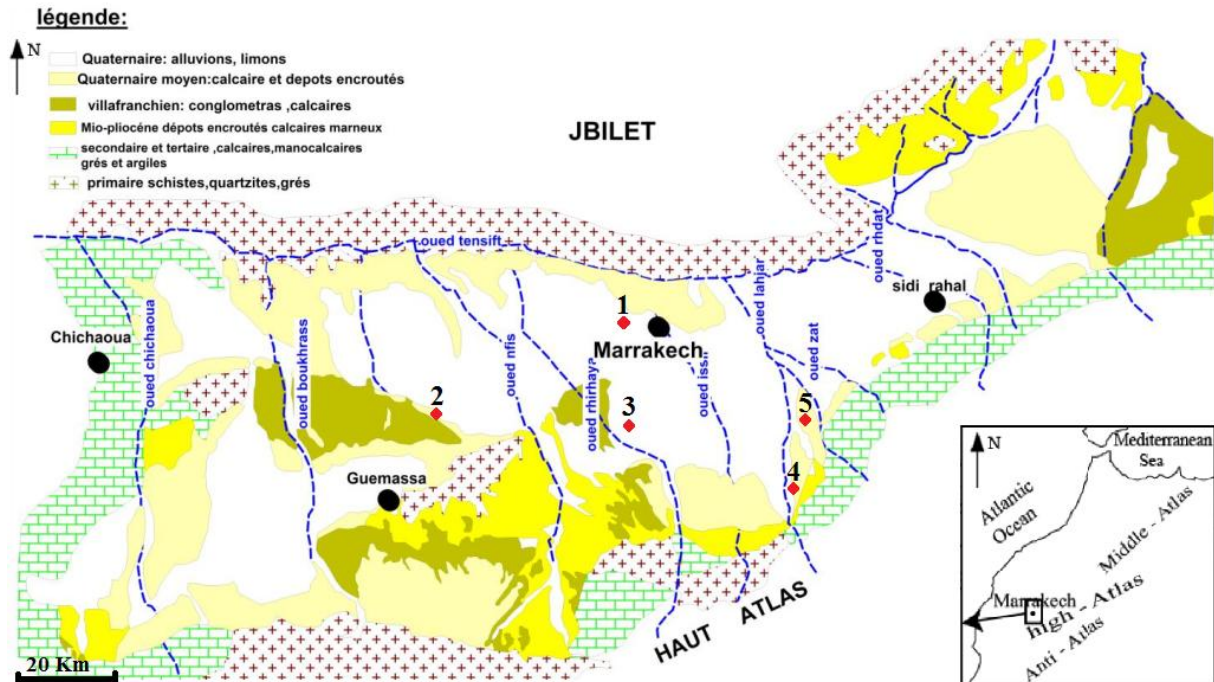 légende:
N
Quaternaire: alluvions, limons
Quaternaire moyen:calcaire et depots encroutés
villafranchien: conglometras ,calcaires
Mio-pliocéne dépots encroutés calcaires marneux
secondaire et tertaire ,calcaires,manocalcaires
grés et argiles
primaire schistes,quartzites,grés
JBILET
oued tensift
oued rhdat
sidi rahal
oued lahjar
oued zat
1
Marrakech
Chichaoua
oued chichaoua
oued boukhrass
oued nfis
oued rhirhaya
oued issil
2
3
5
4
Guemassa
HAUT ATLAS
20 Km
N
Mediterranean
Sea
Atlantic
Ocean
Middle - Atlas
Marrakech
high - Atlas
Anti - Atlas